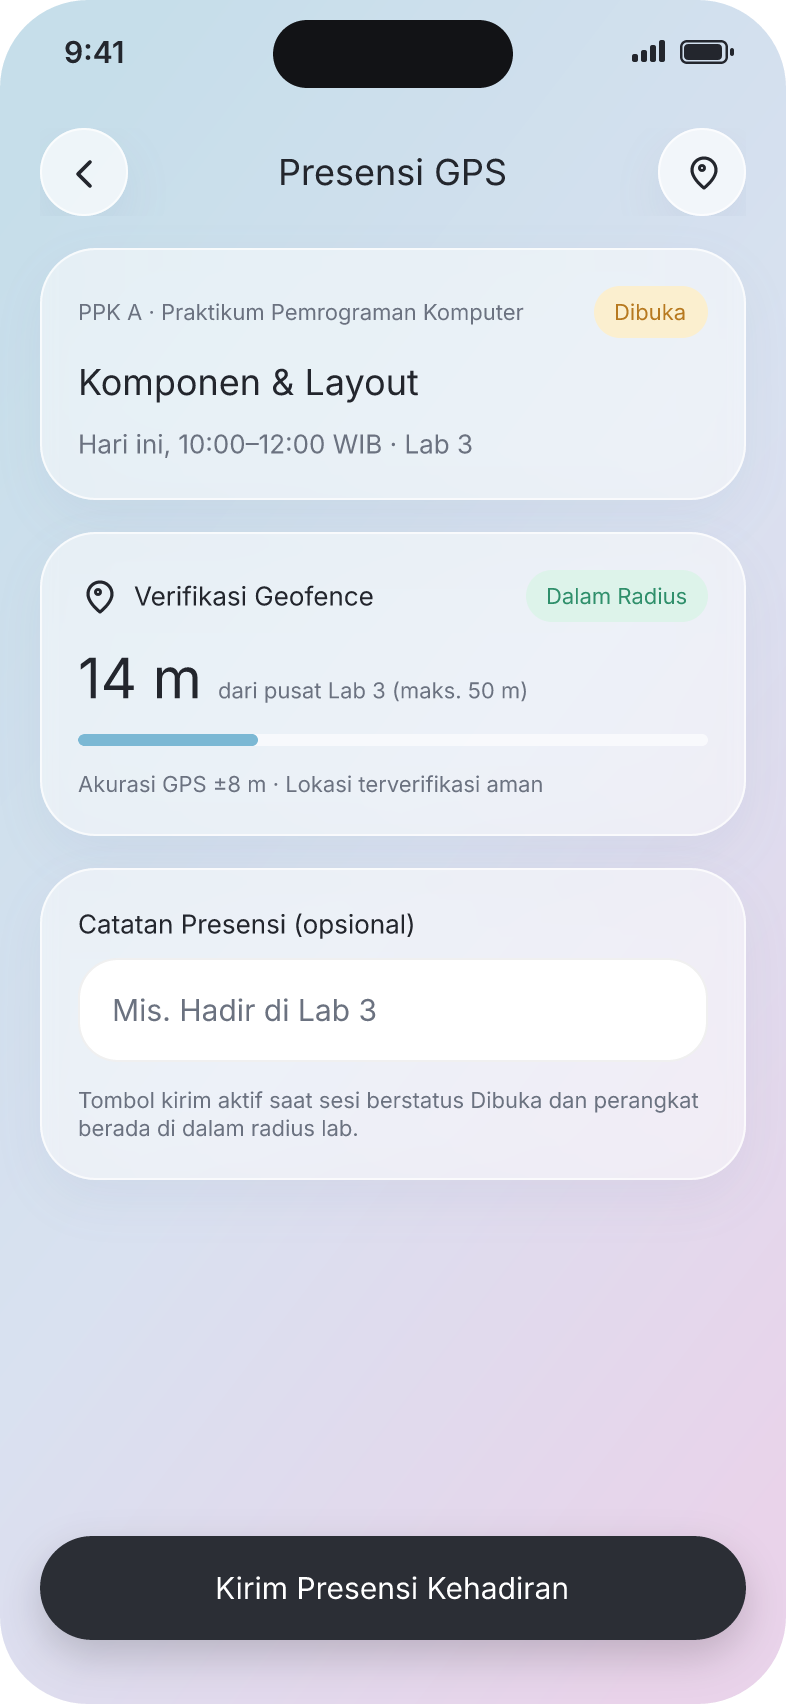 9:41
Presensi GPS
PPK A · Praktikum Pemrograman Komputer
Dibuka
Komponen & Layout
Hari ini, 10:00–12:00 WIB · Lab 3
Verifikasi Geofence
Dalam Radius
14 m dari pusat Lab 3 (maks. 50 m)
Akurasi GPS ±8 m · Lokasi terverifikasi aman
Catatan Presensi (opsional)
Mis. Hadir di Lab 3
Tombol kirim aktif saat sesi berstatus Dibuka dan perangkat
berada di dalam radius lab.
Kirim Presensi Kehadiran